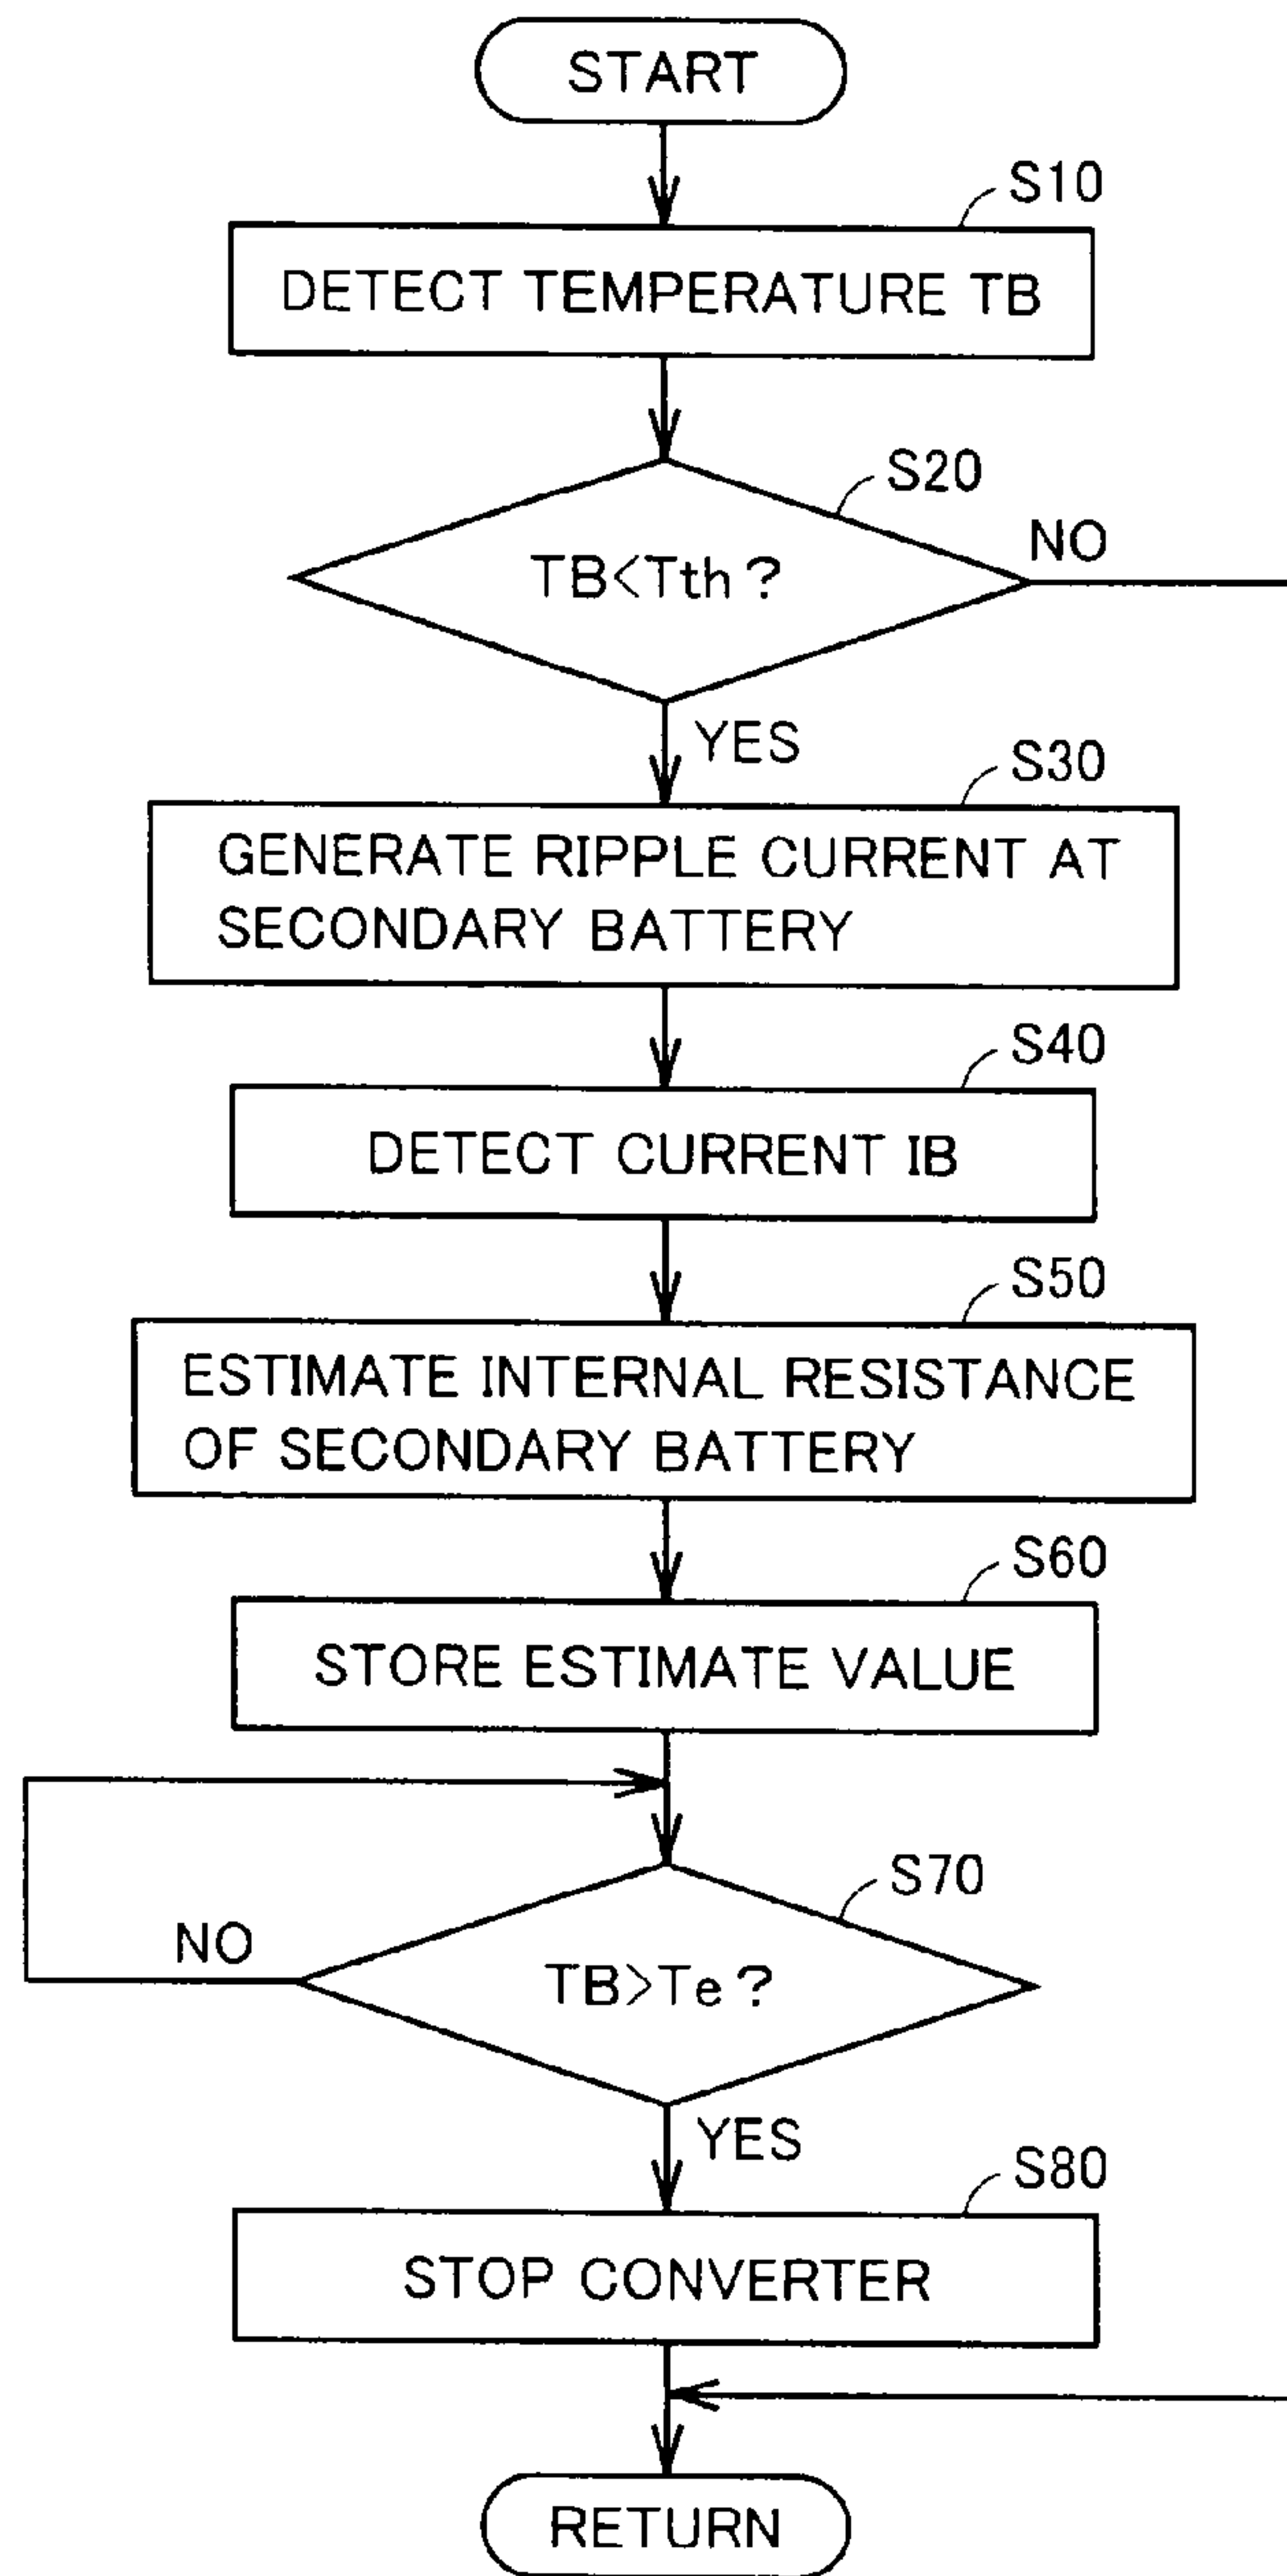 START
S10
DETECT TEMPERATURE TB
S20
TB<Tth?
NO
YES
S30
GENERATE RIPPLE CURRENT AT
SECONDARY BATTERY
S40
DETECT CURRENT IB
S50
ESTIMATE INTERNAL RESISTANCE
OF SECONDARY BATTERY
S60
STORE ESTIMATE VALUE
S70
NO
TB>Te?
YES
S80
STOP CONVERTER
RETURN